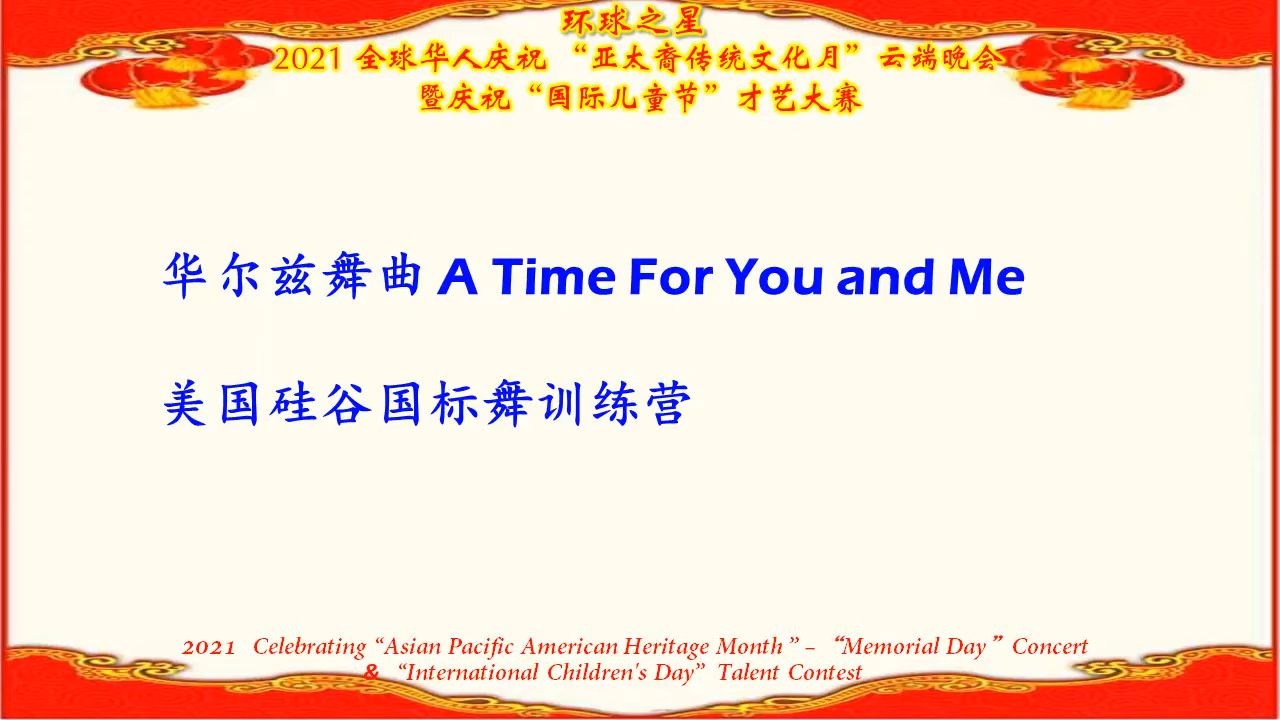 环球之星
2021 全球华人庆祝 “亚太裔传统文化月” 云端晚会
暨庆祝“国际儿童节”才艺大赛
华尔兹舞曲 A Time For You and Me
美国硅谷国标舞训练营
2021 Celebrating “Asian Pacific American Heritage Month” – “Memorial Day” Concert
& “International Children's Day” Talent Contest